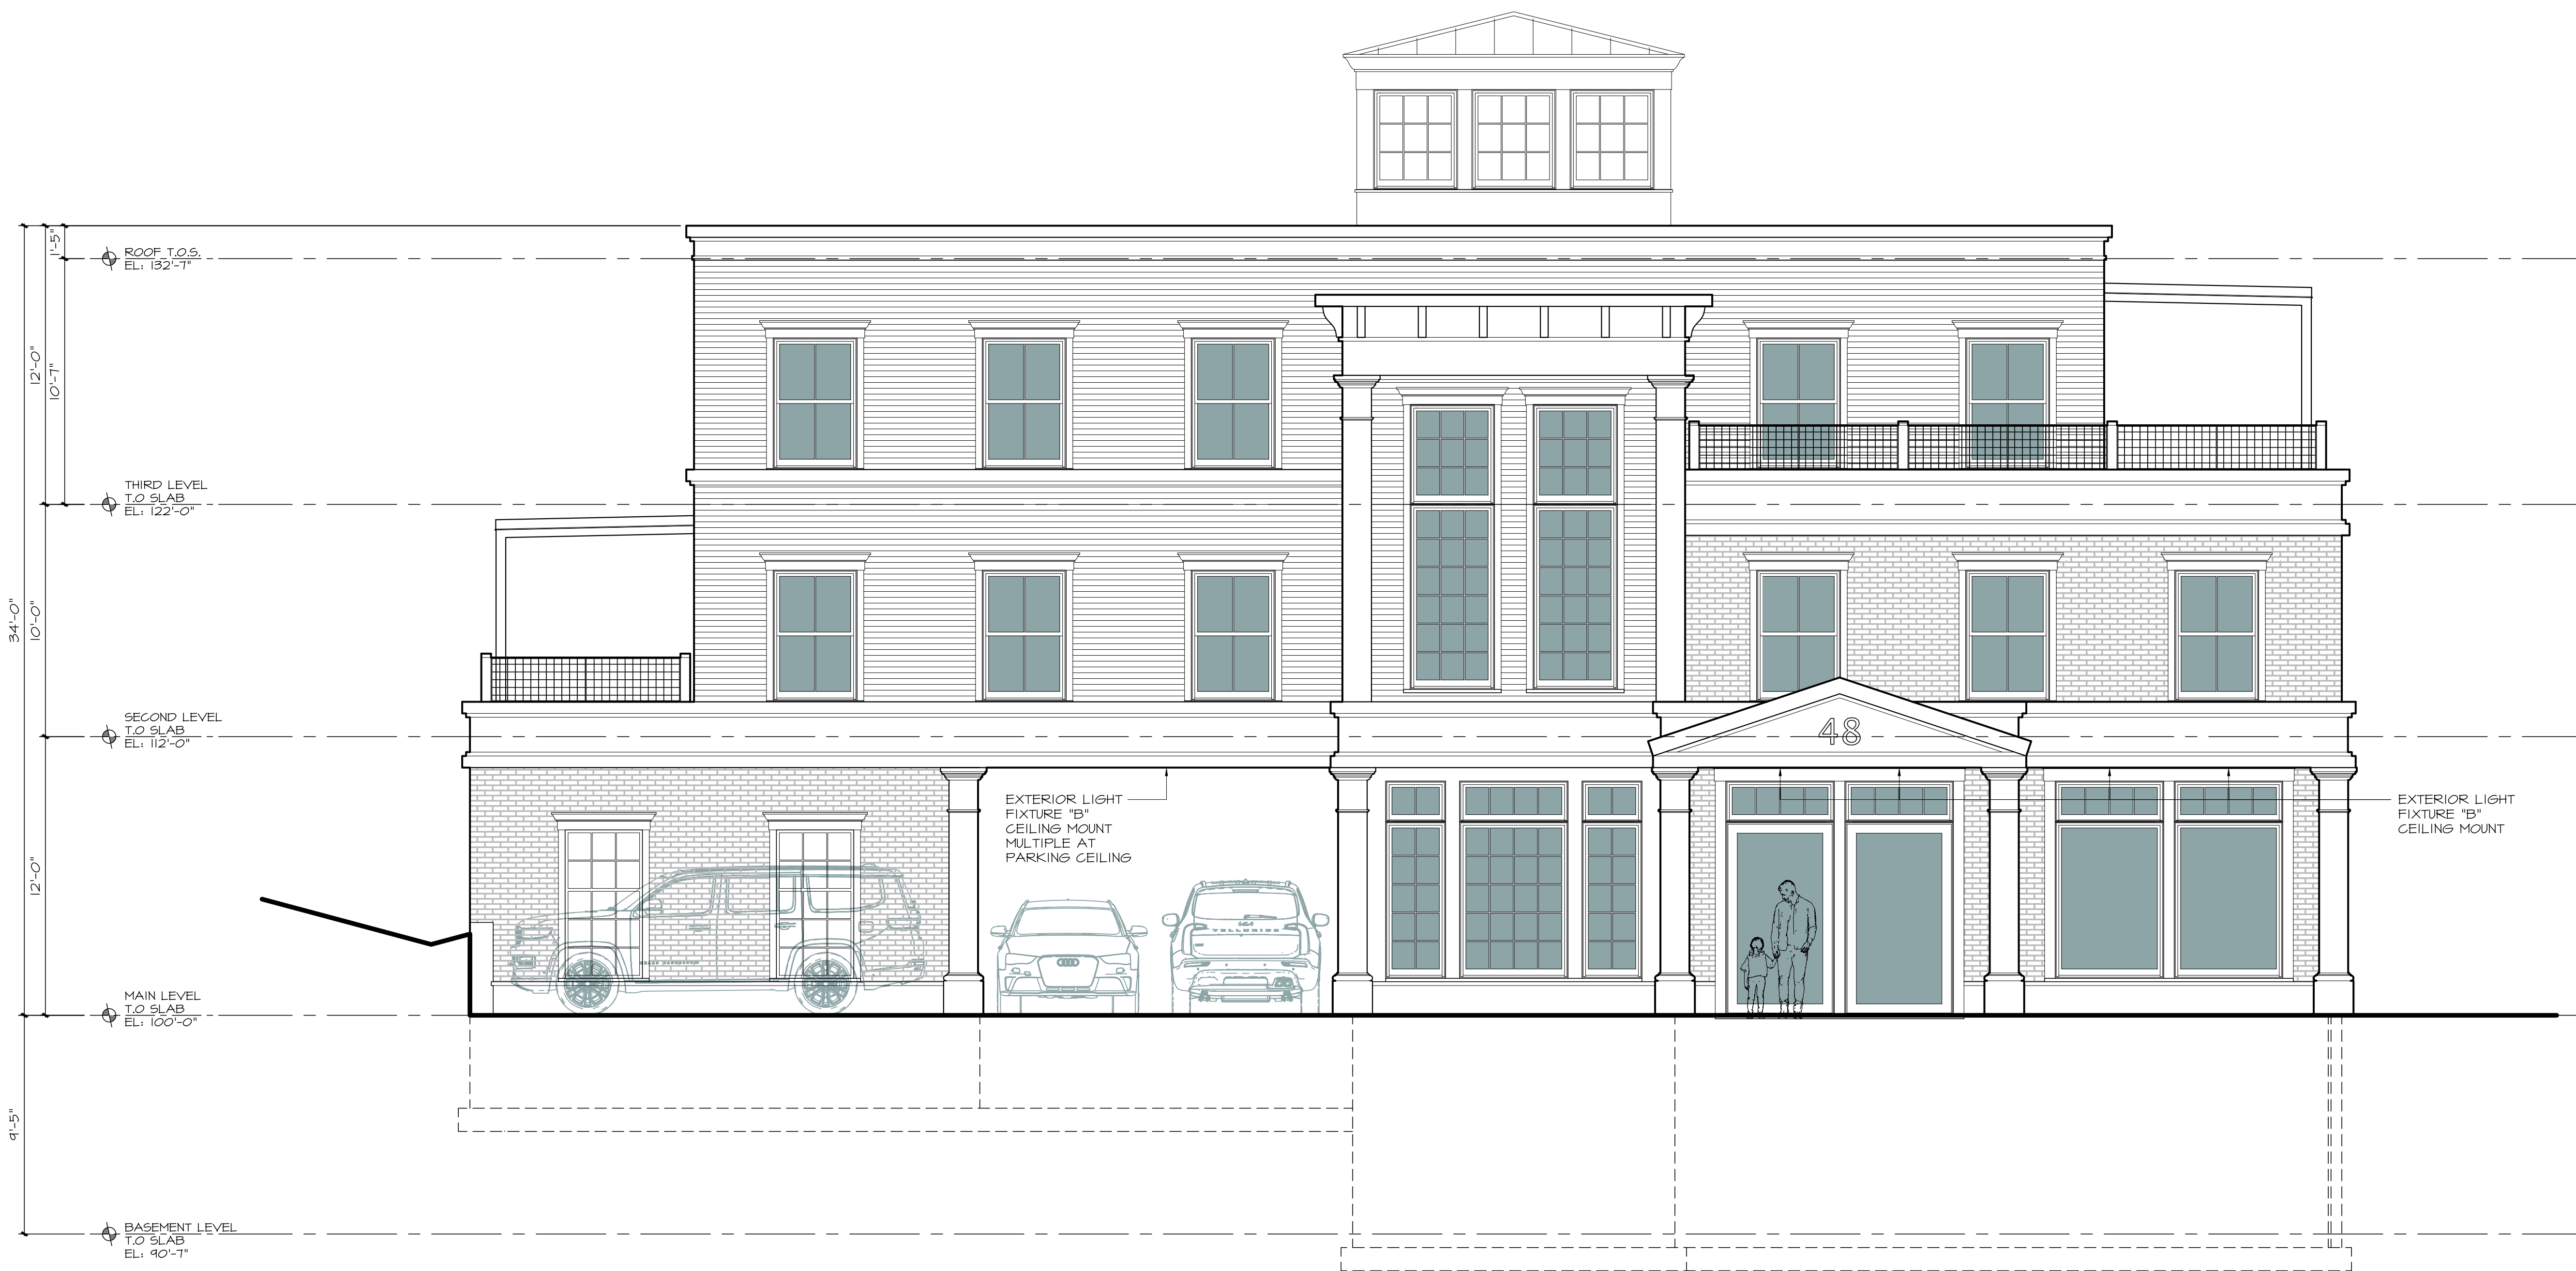 1'-5"
ROOF T.O.S.
EL: 132'-7"
12'-0"
10'-7"
THIRD LEVEL
T.O SLAB
EL: 122'-0"
34'-0"
10'-0"
SECOND LEVEL
T.O SLAB
EL: 112'-0"
48
EXTERIOR LIGHT
FIXTURE "B"
CEILING MOUNT
MULTIPLE AT
PARKING CEILING
EXTERIOR LIGHT
FIXTURE "B"
CEILING MOUNT
12'-0"
TELLURIDE
MAIN LEVEL
T.O SLAB
EL: 100'-0"
9'-5"
BASEMENT LEVEL
T.O SLAB
EL: 90'-7"